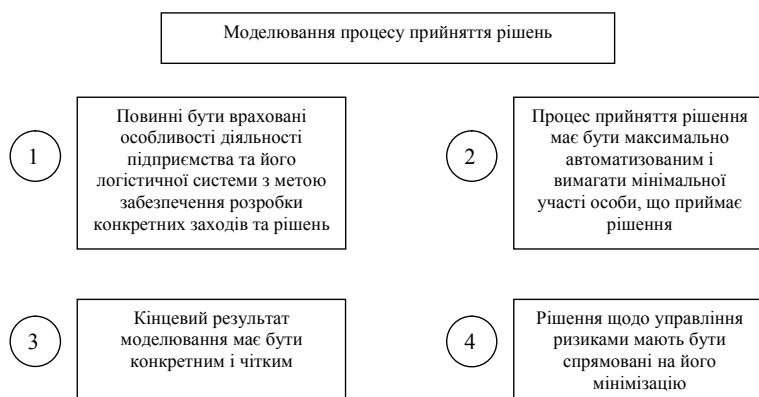 Моделювання процесу прийняття рішень
1
Повинні бути враховані
особливості діяльності
підприємства та його
логістичної системи з метою
забезпечення розробки
конкретних заходів та рішень
2
Процес прийняття рішення
має бути максимально
автоматизованим і
вимагати мінімальної
участі особи, що приймає
рішення
3
Кінцевий результат
моделювання має бути
конкретним і чітким
4
Рішення щодо управління
ризиками мають бути
спрямовані на його
мінімізацію